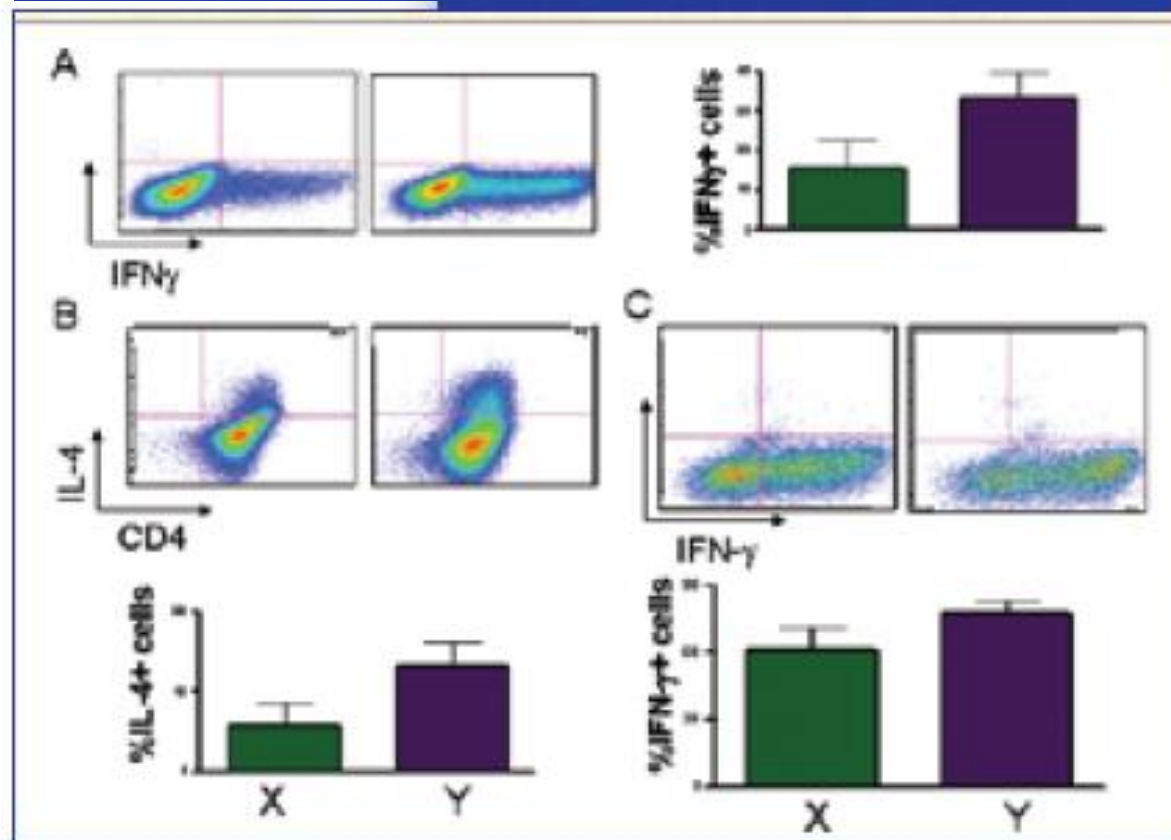 A
%IFNγ+ cells
IFNγ
B
C
IL-4
CD4
IFN-γ
%IL-4+ cells
X
Y
%IFN-γ+ cells
X
Y